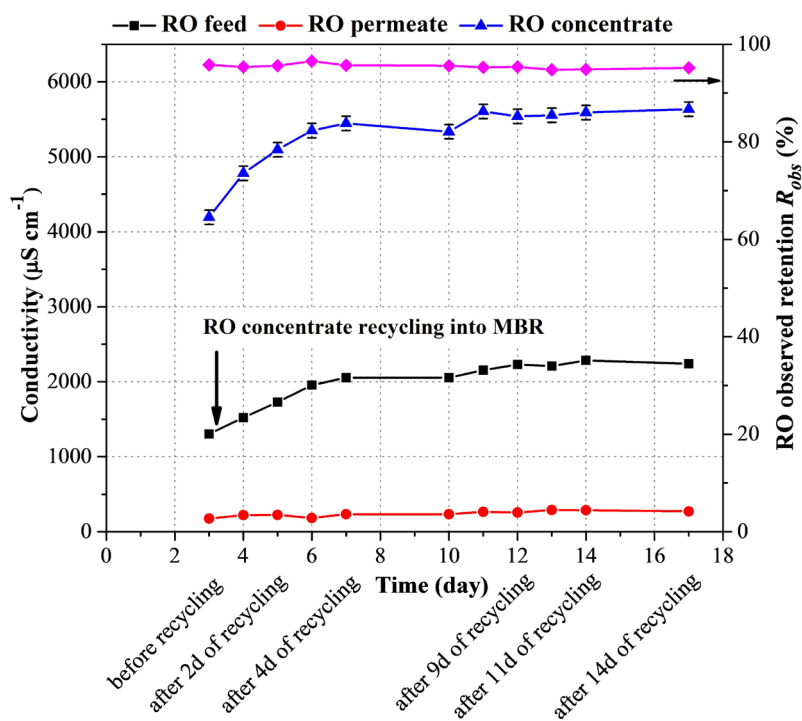 RO feed RO permeate RO concentrate
6000
5000
4000
3000
2000
1000
0
Conductivity (µS cm⁻¹)
100
80
60
40
20
0
RO observed retention R_obs (%)
RO concentrate recycling into MBR
0 2 4 6 8 10 12 14 16 18
Time (day)
before recycling
after 2d of recycling
after 4d of recycling
after 9d of recycling
after 11d of recycling
after 14d of recycling